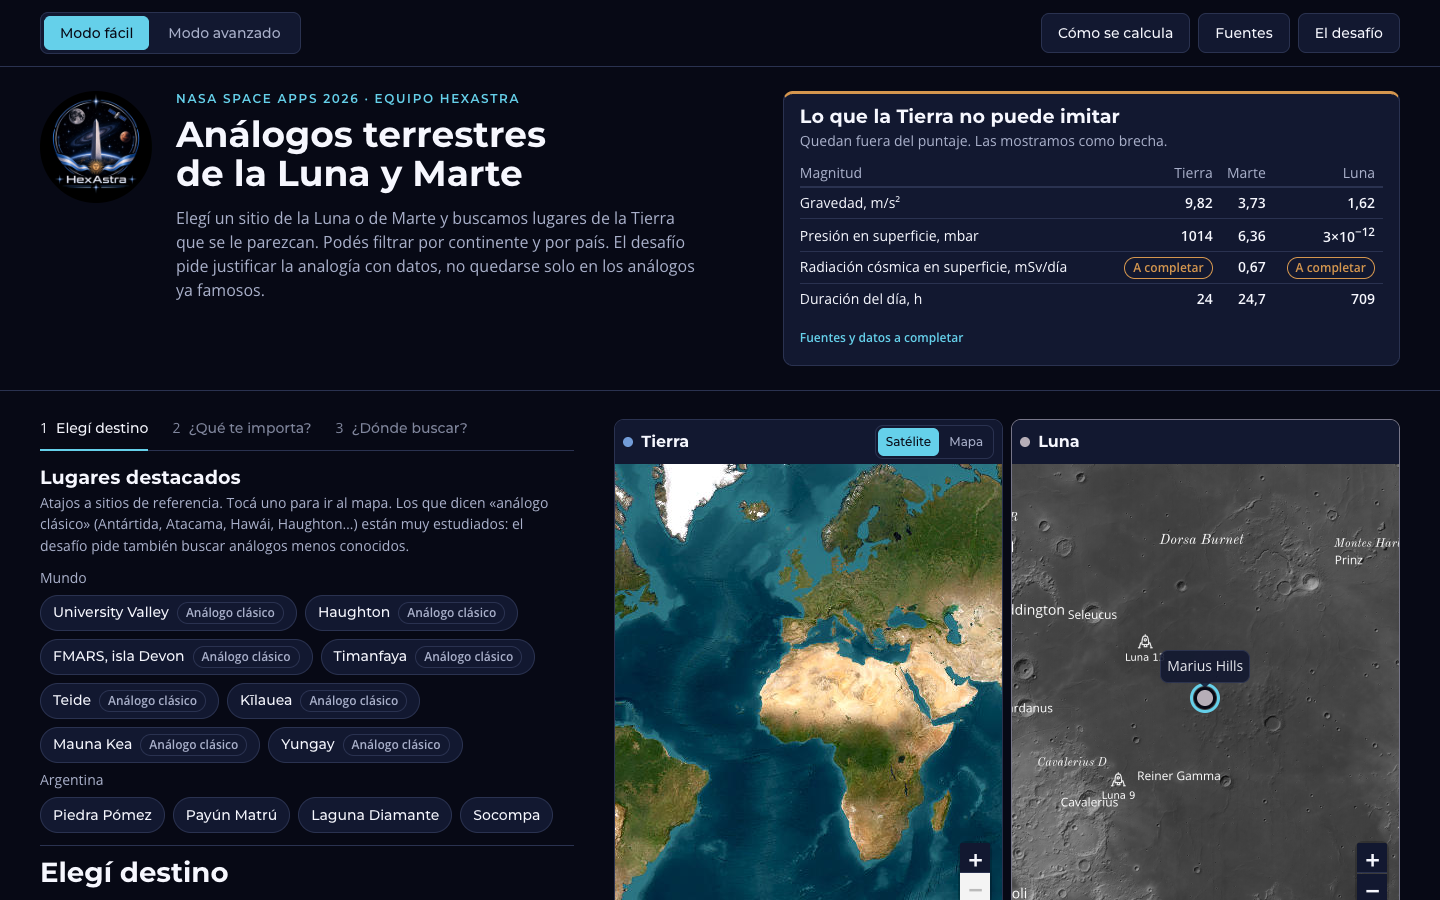 Modo fácil Modo avanzado Cómo se calcula Fuentes El desafío
HexAstra
NASA SPACE APPS 2026 · EQUIPO HEXASTRA
Análogos terrestres
de la Luna y Marte
Elegí un sitio de la Luna o de Marte y buscamos lugares de la Tierra
que se le parezcan. Podés filtrar por continente y por país. El desafío
pide justificar la analogía con datos, no quedarse solo en los análogos
ya famosos.
Lo que la Tierra no puede imitar
Quedan fuera del puntaje. Las mostramos como brecha.
Magnitud Tierra Marte Luna
Gravedad, m/s² 9,82 3,73 1,62
Presión en superficie, mbar 1014 6,36 3×10⁻¹²
Radiación cósmica en superficie, mSv/día A completar 0,67 A completar
Duración del día, h 24 24,7 709
Fuentes y datos a completar
1 Elegí destino 2 ¿Qué te importa? 3 ¿Dónde buscar?
Lugares destacados
Atajos a sitios de referencia. Tocá uno para ir al mapa. Los que dicen «análogo
clásico» (Antártida, Atacama, Hawái, Haughton...) están muy estudiados: el
desafío pide también buscar análogos menos conocidos.
Mundo
University Valley Análogo clásico Haughton Análogo clásico
FMARS, isla Devon Análogo clásico Timanfaya Análogo clásico
Teide Análogo clásico Kīlauea Análogo clásico
Mauna Kea Análogo clásico Yungay Análogo clásico
Argentina
Piedra Pómez Payún Matrú Laguna Diamante Socompa
Elegí destino
Tierra Satélite Mapa
+
−
Luna
R
Dorsa Burnet
Montes Har
Prinz
ldington Seleucus
Luna 1
Marius Hills
rdanus
Cavalerius D
Reiner Gamma
Luna 9
Cavalerius
oli
+
−